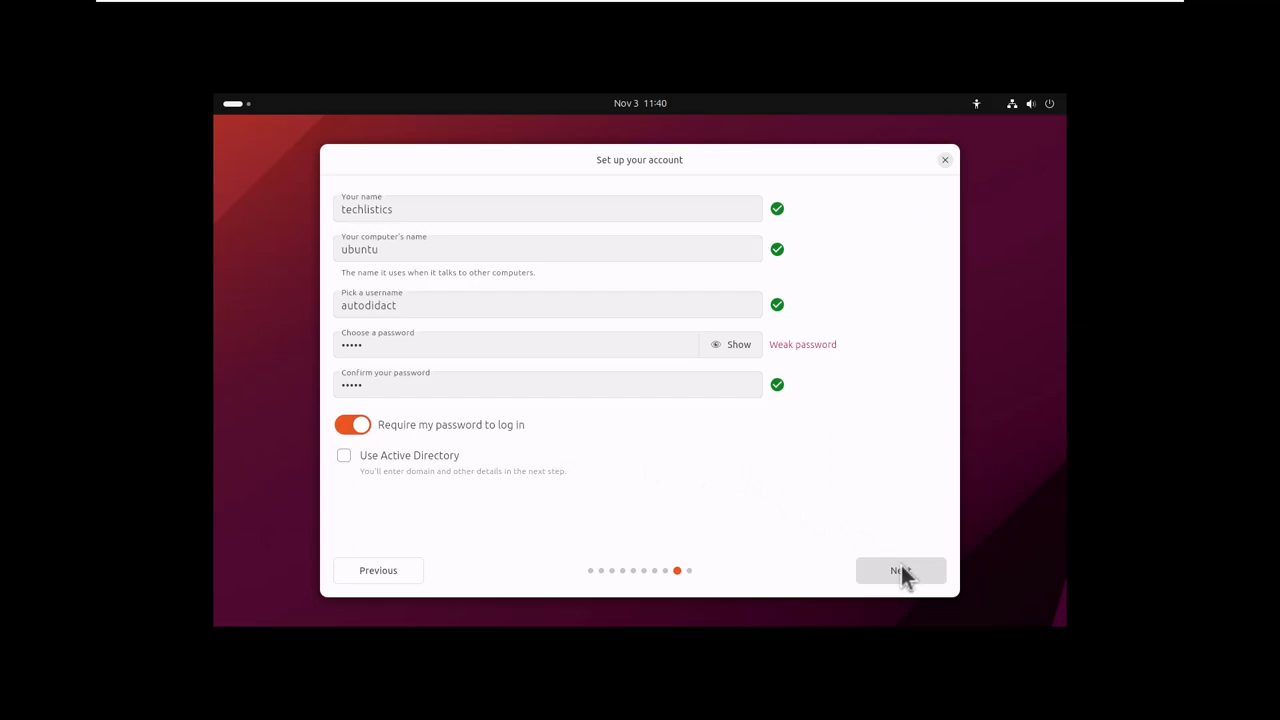 Nov 3 11:40
Set up your account
Your name
techlistics
Your computer's name
ubuntu
The name it uses when it talks to other computers.
Pick a username
autodidact
Choose a password
••••• Show Weak password
Confirm your password
•••••
Require my password to log in
Use Active Directory
You'll enter domain and other details in the next step.
Previous